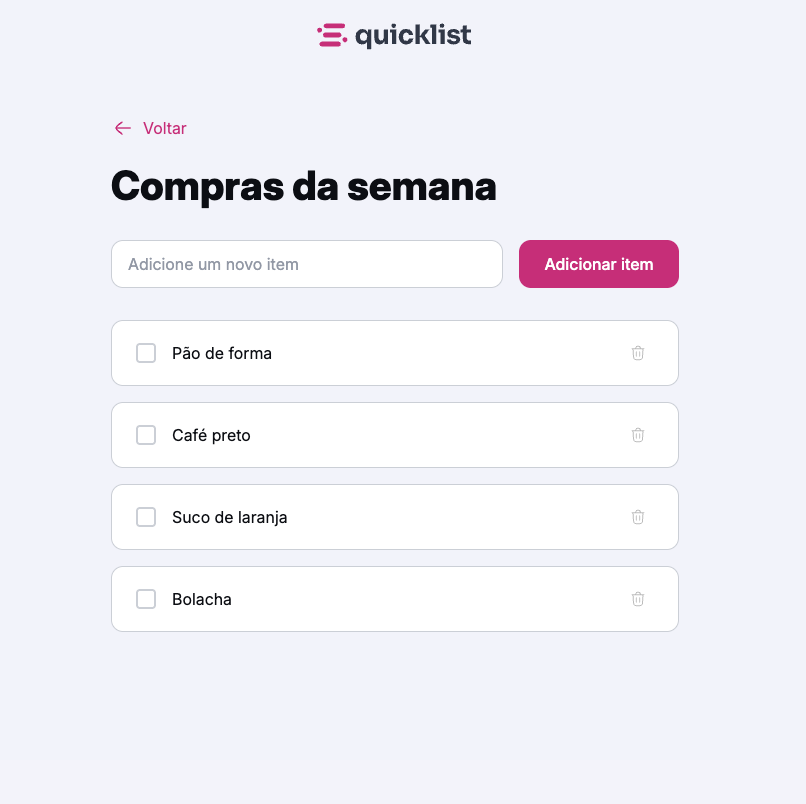 quicklist
Voltar
Compras da semana
Adicione um novo item
Adicionar item
Pão de forma
Café preto
Suco de laranja
Bolacha